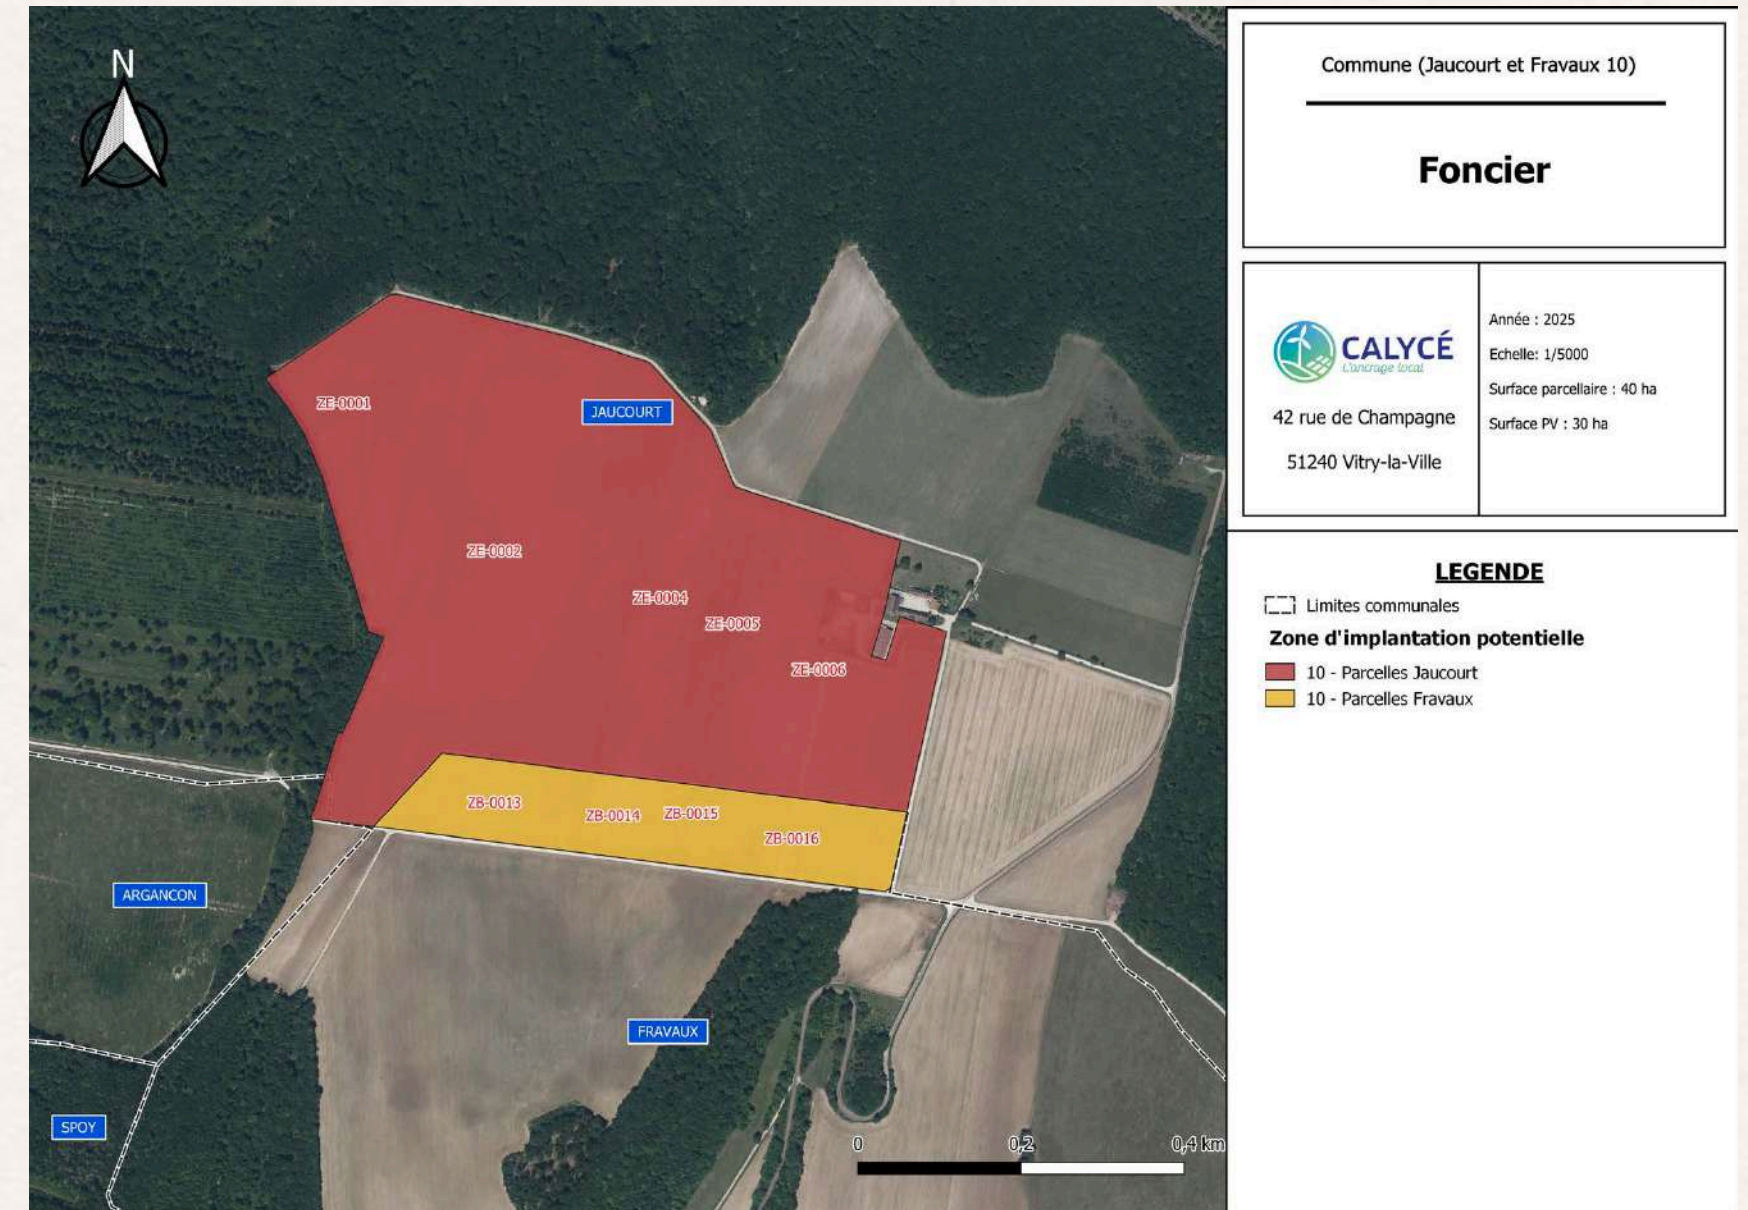 N
ZE-0001
JAUCOURT
ZE-0002
ZE-0004
ZE-0005
ZE-0006
ZB-0013
ZB-0014
ZB-0015
ZB-0016
ARGANCON
FRAVAUX
SPOY
0
0,2
0,4 km
Commune (Jaucourt et Fravaux 10)
Foncier
CALYCÉ
L'ancrage local
42 rue de Champagne
51240 Vitry-la-Ville
Année : 2025
Echelle: 1/5000
Surface parcellaire : 40 ha
Surface PV : 30 ha
LEGENDE
Limites communales
Zone d'implantation potentielle
10 - Parcelles Jaucourt
10 - Parcelles Fravaux